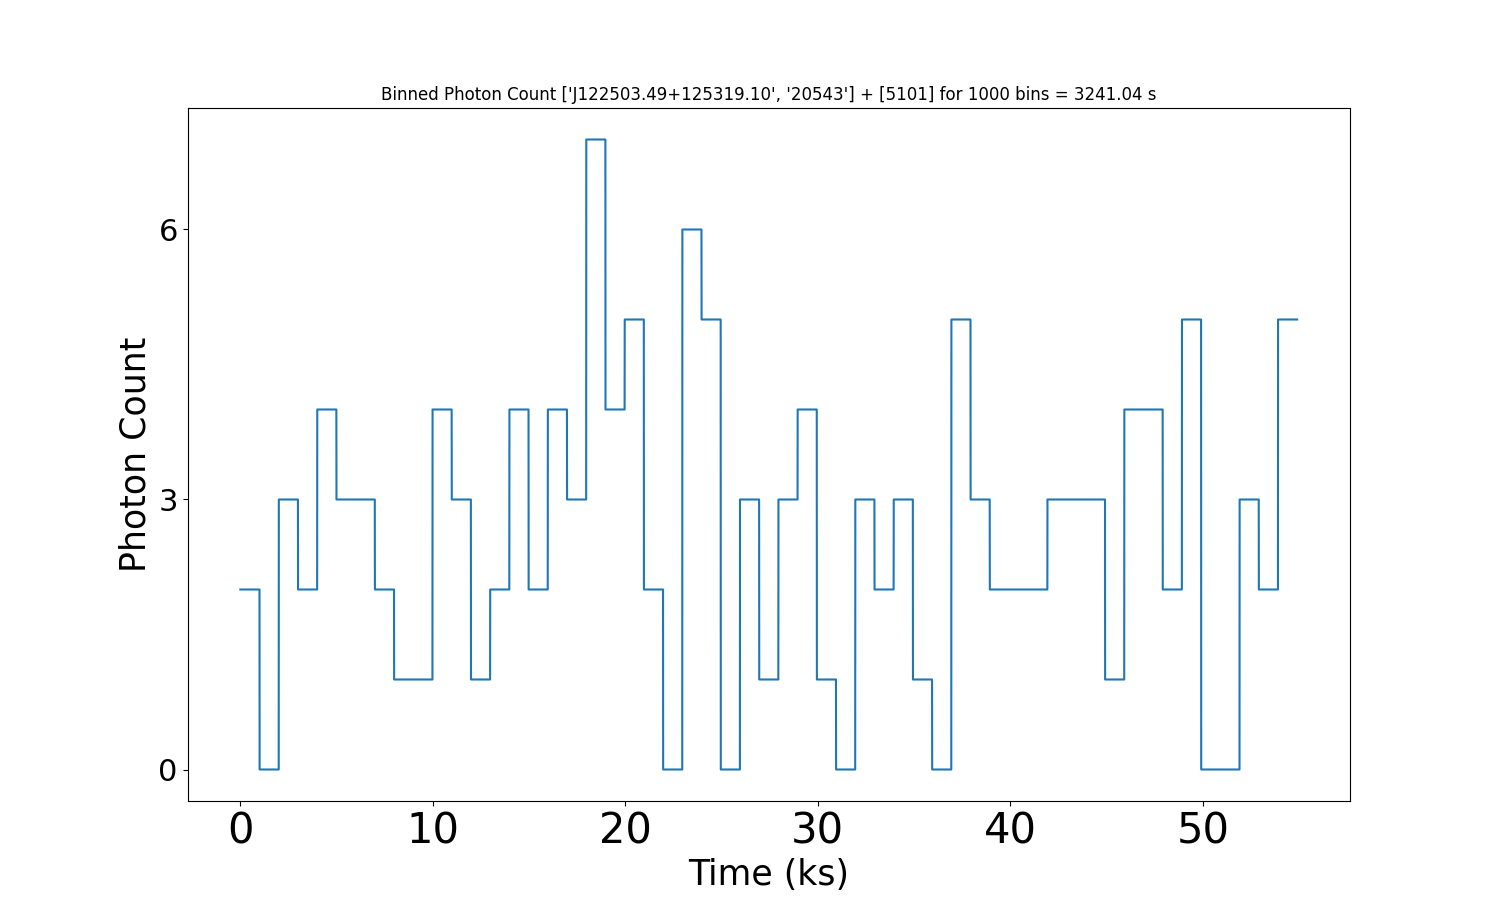 Binned Photon Count ['J122503.49+125319.10', '20543'] + [5101] for 1000 bins = 3241.04 s
6
3
0
Photon Count
0 10 20 30 40 50
Time (ks)